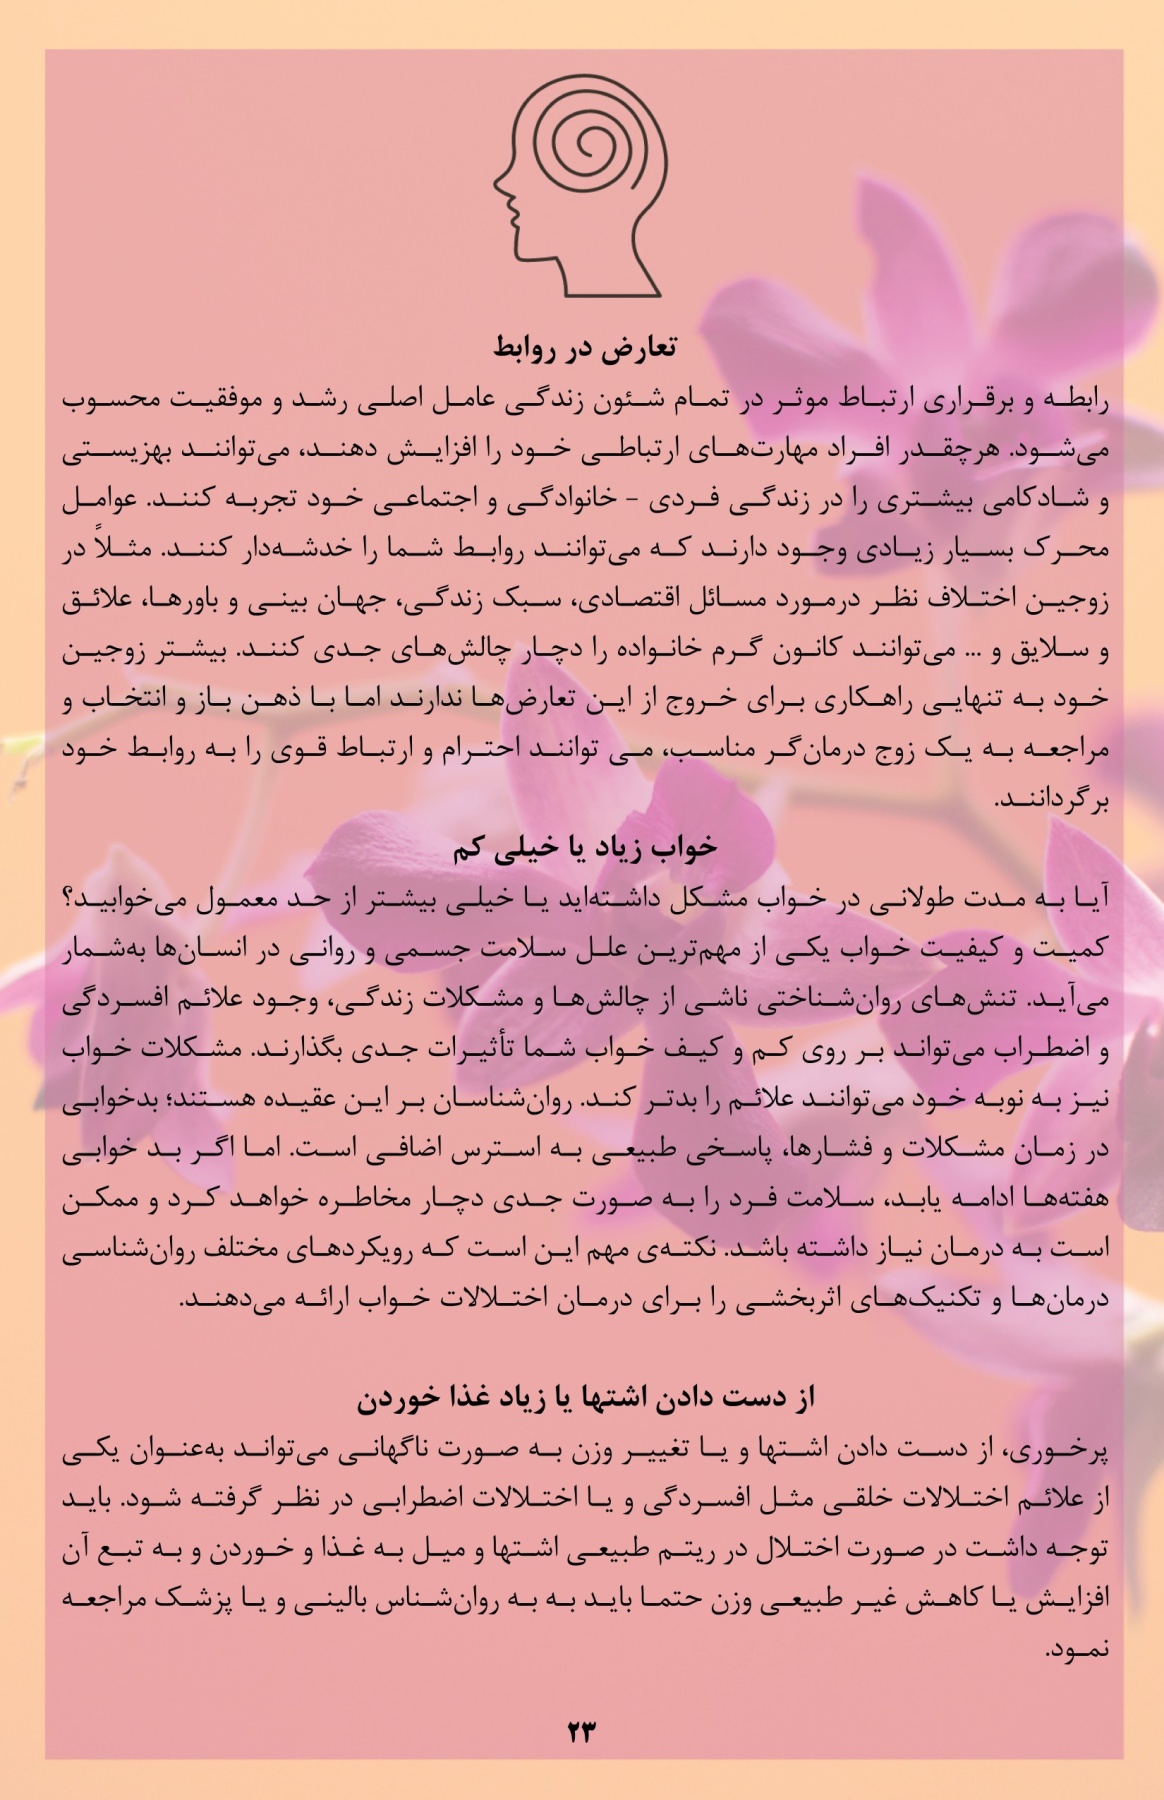 تعارض در روابط
رابطه و برقراری ارتباط موثر در تمام شئون زندگی عامل اصلی رشد و موفقیت محسوب
می‌شود. هرچقدر افراد مهارت‌های ارتباطی خود را افزایش دهند، می‌توانند بهزیستی
و شادکامی بیشتری را در زندگی فردی - خانوادگی و اجتماعی خود تجربه کنند. عوامل
محرک بسیار زیادی وجود دارند که می‌توانند روابط شما را خدشه‌دار کنند. مثلاً در
زوجین اختلاف نظر درمورد مسائل اقتصادی، سبک زندگی، جهان بینی و باورها، علائق
و سلایق و ... می‌توانند کانون گرم خانواده را دچار چالش‌های جدی کنند. بیشتر زوجین
خود به تنهایی راهکاری برای خروج از این تعارض‌ها ندارند اما با ذهن باز و انتخاب و
مراجعه به یک زوج درمان‌گر مناسب، می توانند احترام و ارتباط قوی را به روابط خود
برگردانند.
خواب زیاد یا خیلی کم
آیا به مدت طولانی در خواب مشکل داشته‌اید یا خیلی بیشتر از حد معمول می‌خوابید؟
کمیت و کیفیت خواب یکی از مهم‌ترین علل سلامت جسمی و روانی در انسان‌ها به‌شمار
می‌آید. تنش‌های روان‌شناختی ناشی از چالش‌ها و مشکلات زندگی، وجود علائم افسردگی
و اضطراب می‌تواند بر روی کم و کیف خواب شما تأثیرات جدی بگذارند. مشکلات خواب
نیز به نوبه خود می‌توانند علائم را بدتر کند. روان‌شناسان بر این عقیده هستند؛ بدخوابی
در زمان مشکلات و فشارها، پاسخی طبیعی به استرس اضافی است. اما اگر بد خوابی
هفته‌ها ادامه یابد، سلامت فرد را به صورت جدی دچار مخاطره خواهد کرد و ممکن
است به درمان نیاز داشته باشد. نکته‌ی مهم این است که رویکردهای مختلف روان‌شناسی
درمان‌ها و تکنیک‌های اثربخشی را برای درمان اختلالات خواب ارائه می‌دهند.
از دست دادن اشتها یا زیاد غذا خوردن
پرخوری، از دست دادن اشتها و یا تغییر وزن به صورت ناگهانی می‌تواند به‌عنوان یکی
از علائم اختلالات خلقی مثل افسردگی و یا اختلالات اضطرابی در نظر گرفته شود. باید
توجه داشت در صورت اختلال در ریتم طبیعی اشتها و میل به غذا و خوردن و به تبع آن
افزایش یا کاهش غیر طبیعی وزن حتما باید به به روان‌شناس بالینی و یا پزشک مراجعه
نمود.
۲۳